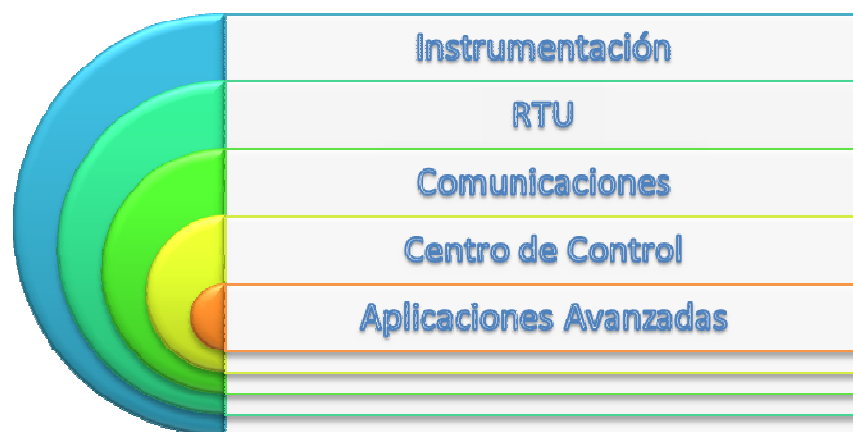 Instrumentación
RTU
Comunicaciones
Centro de Control
Aplicaciones Avanzadas